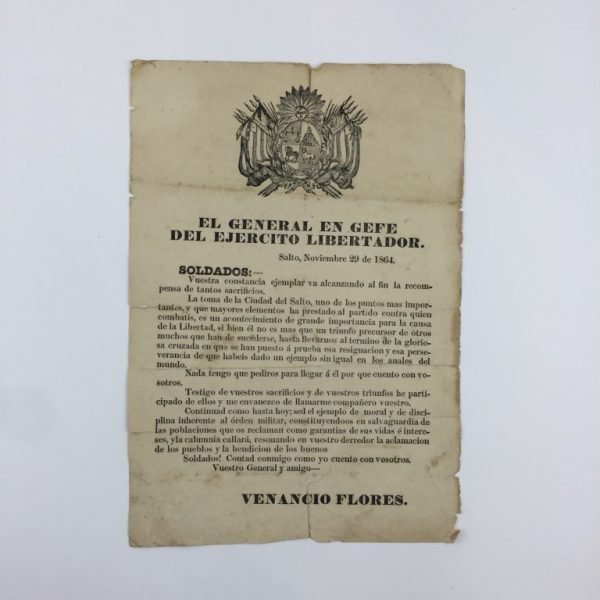 EL GENERAL EN GEFE
DEL EJERCITO LIBERTADOR.
Salto, Noviembre 29 de 1864.
SOLDADOS:—
Vuestra constancia ejemplar va alcanzando al fin la recom-
pensa de tantos sacrificios.
La toma de la Ciudad del Salto, uno de los puntos mas impor-
tantes, y que mayores elementos ha prestado al partido contra quien
combatis, es un acontecimiento de grande importancia para la causa
de la Libertad, si bien él no es mas que un triunfo precursor de otros
muchos que han de sucederse, hasta llevarnos al termino de la glorio-
sa cruzada en que se han puesto á prueba esa resignacion y esa perse-
verancia de que habeis dado un ejemplo sin igual en los anales del
mundo.
Nada tengo que pediros para llegar á él por que cuento con vo-
sotros.
Testigo de vuestros sacrificios y de vuestros triunfos he parti-
cipado de ellos y me envanezco de llamarme compañero vuestro.
Continuad como hasta hoy; sed el ejemplo de moral y de disci-
plina inherente al órden militar, constituyendoos en salvaguardia de
las poblaciones que os reclaman como garantias de sus vidas é intere-
ses, y la calumnia callará, resonando en vuestro derredor la aclamacion
de los pueblos y la bendicion de los buenos
Soldados! Contad conmigo como yo cuento con vosotros.
Vuestro General y amigo—
VENANCIO FLORES.